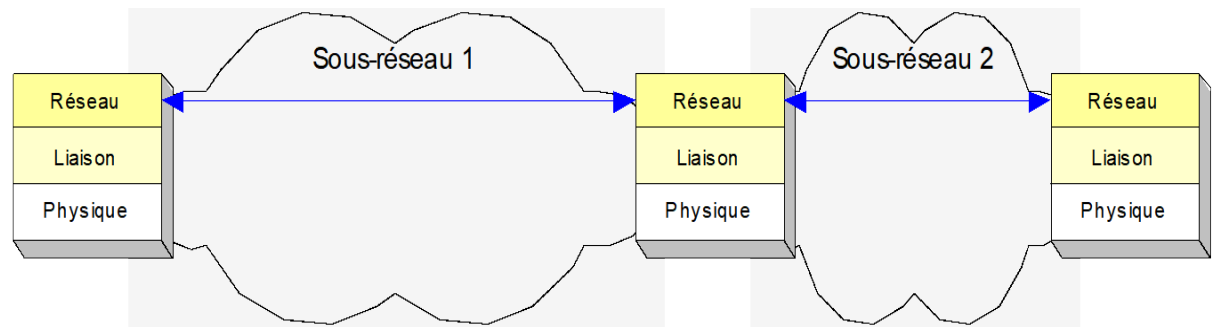 Sous-réseau 1
Sous-réseau 2
Réseau
Liaison
Physique
Réseau
Liaison
Physique
Réseau
Liaison
Physique